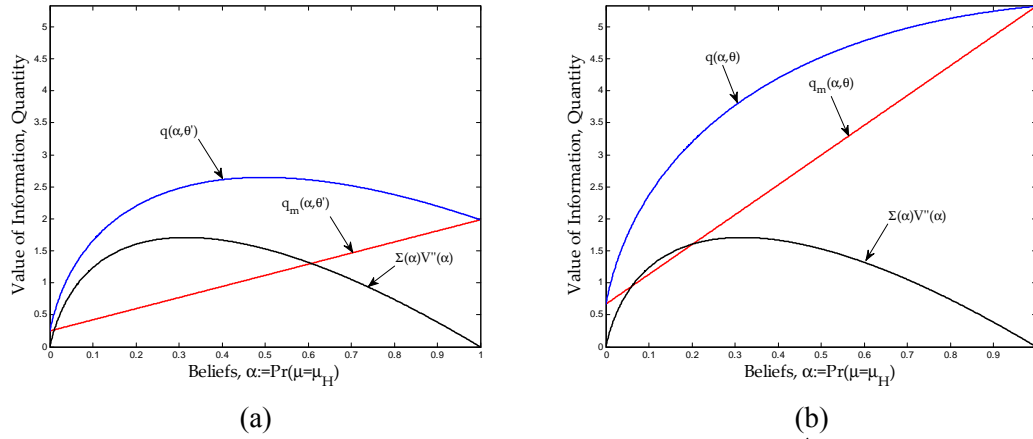 5
4.5
4
3.5
3
2.5
2
1.5
1
0.5
0
Value of Information, Quantity
q(α,θ')
q_m(α,θ')
Σ(α)V''(α)
0 0.1 0.2 0.3 0.4 0.5 0.6 0.7 0.8 0.9 1
Beliefs, α:=Pr(μ=μ_H)
(a)
5
4.5
4
3.5
3
2.5
2
1.5
1
0.5
0
Value of Information, Quantity
q(α,θ)
q_m(α,θ)
Σ(α)V''(α)
0 0.1 0.2 0.3 0.4 0.5 0.6 0.7 0.8 0.9
Beliefs, α:=Pr(μ=μ_H)
(b)